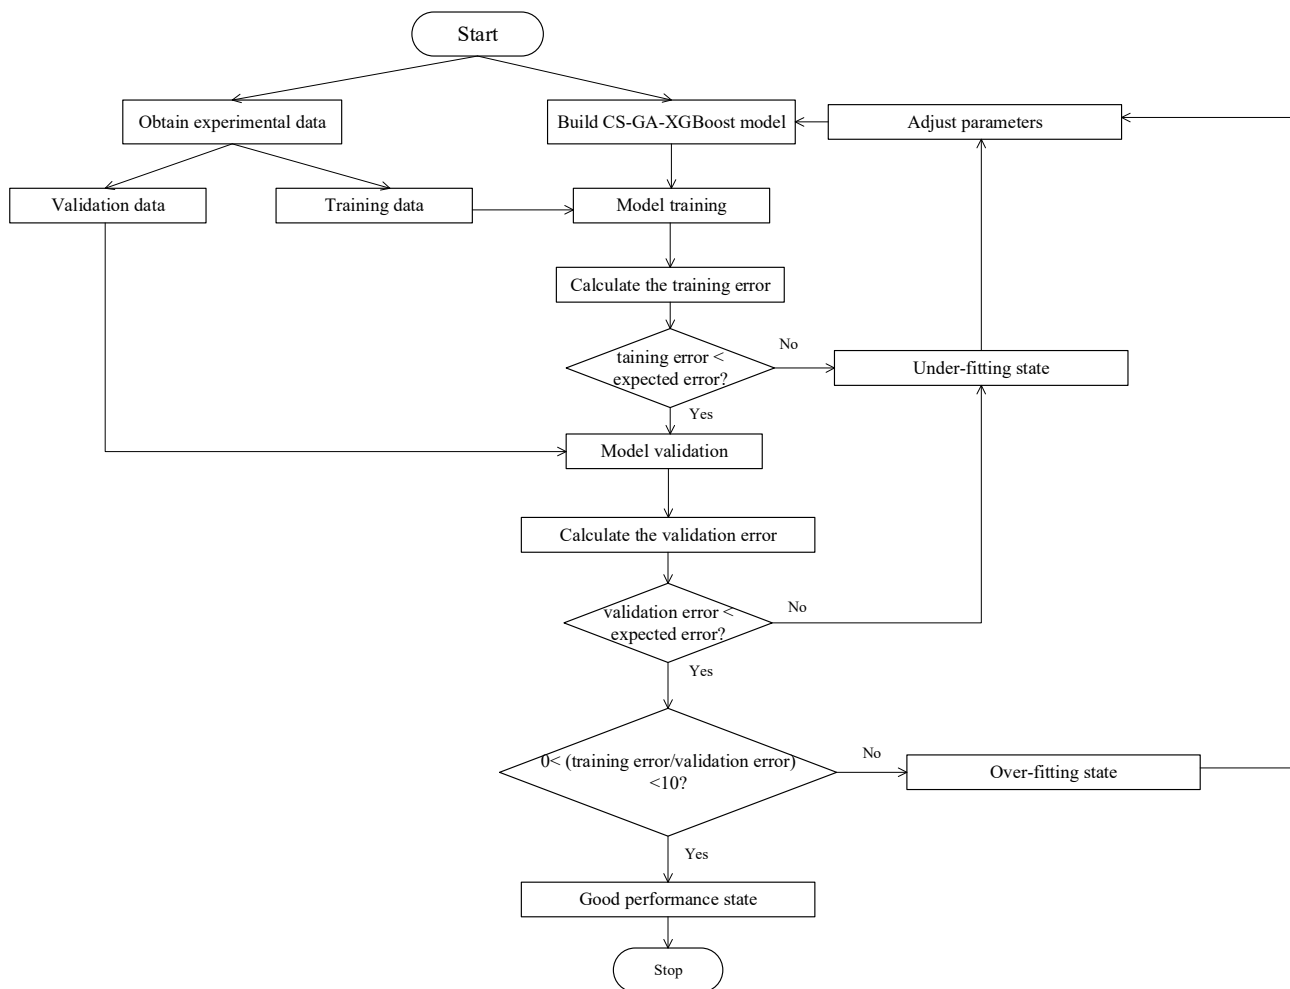 Start
Obtain experimental data
Build CS-GA-XGBoost model
Adjust parameters
Validation data
Training data
Model training
Calculate the training error
taining error <
expected error?
No
Under-fitting state
Yes
Model validation
Calculate the validation error
validation error <
expected error?
No
Yes
0< (training error/validation error)
<10?
No
Over-fitting state
Yes
Good performance state
Stop